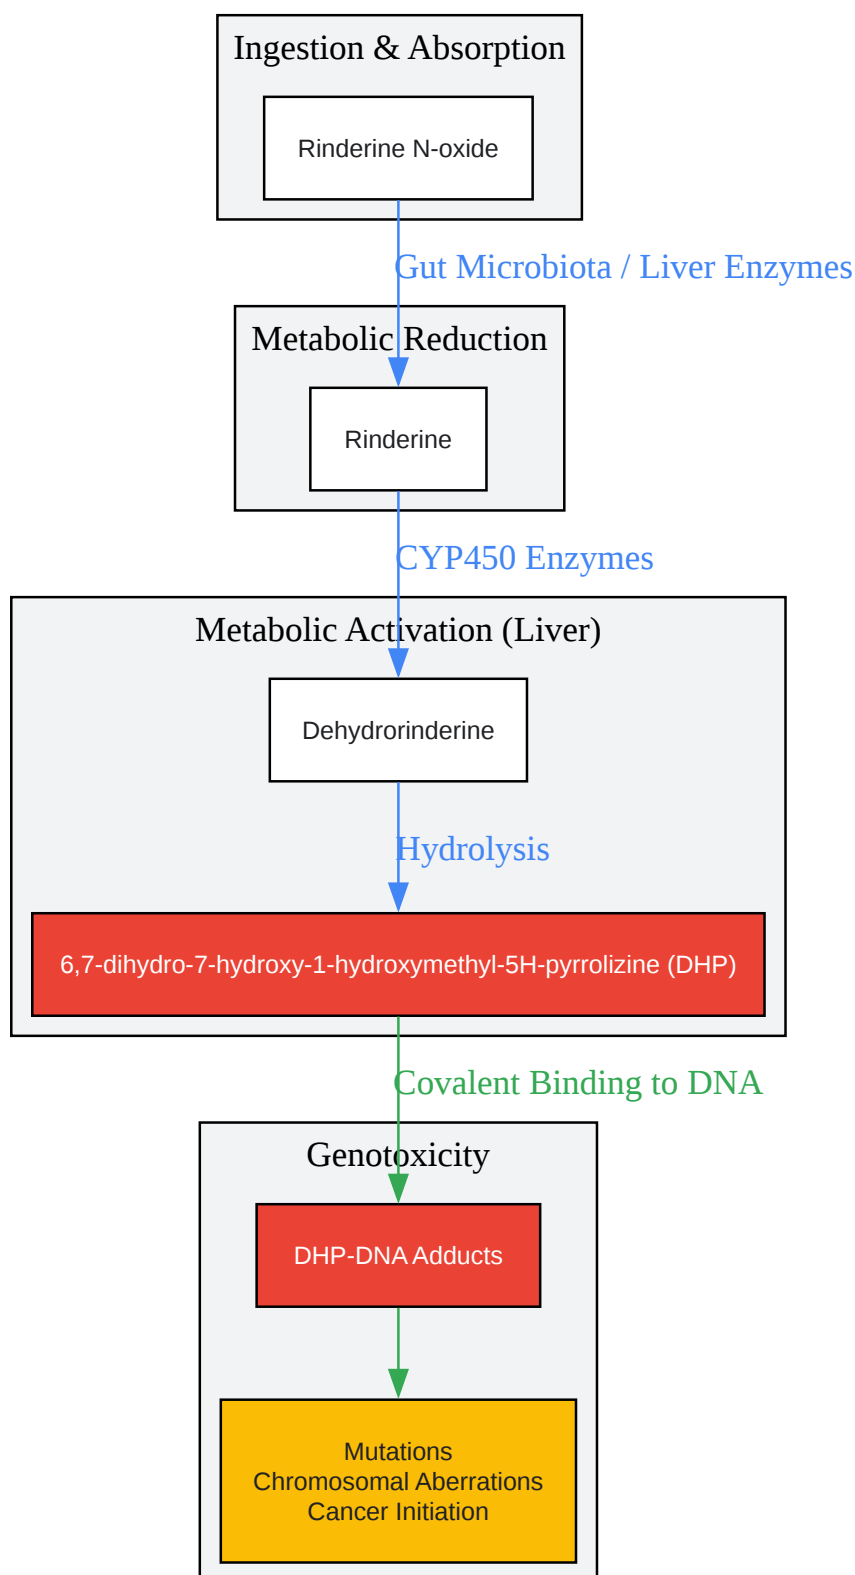 Ingestion & Absorption
Rinderine N-oxide
Gut Microbiota / Liver Enzymes
Metabolic Reduction
Rinderine
CYP450 Enzymes
Metabolic Activation (Liver)
Dehydrorinderine
Hydrolysis
6,7-dihydro-7-hydroxy-1-hydroxymethyl-5H-pyrrolizine (DHP)
Covalent Binding to DNA
Genotoxicity
DHP-DNA Adducts
Mutations
Chromosomal Aberrations
Cancer Initiation